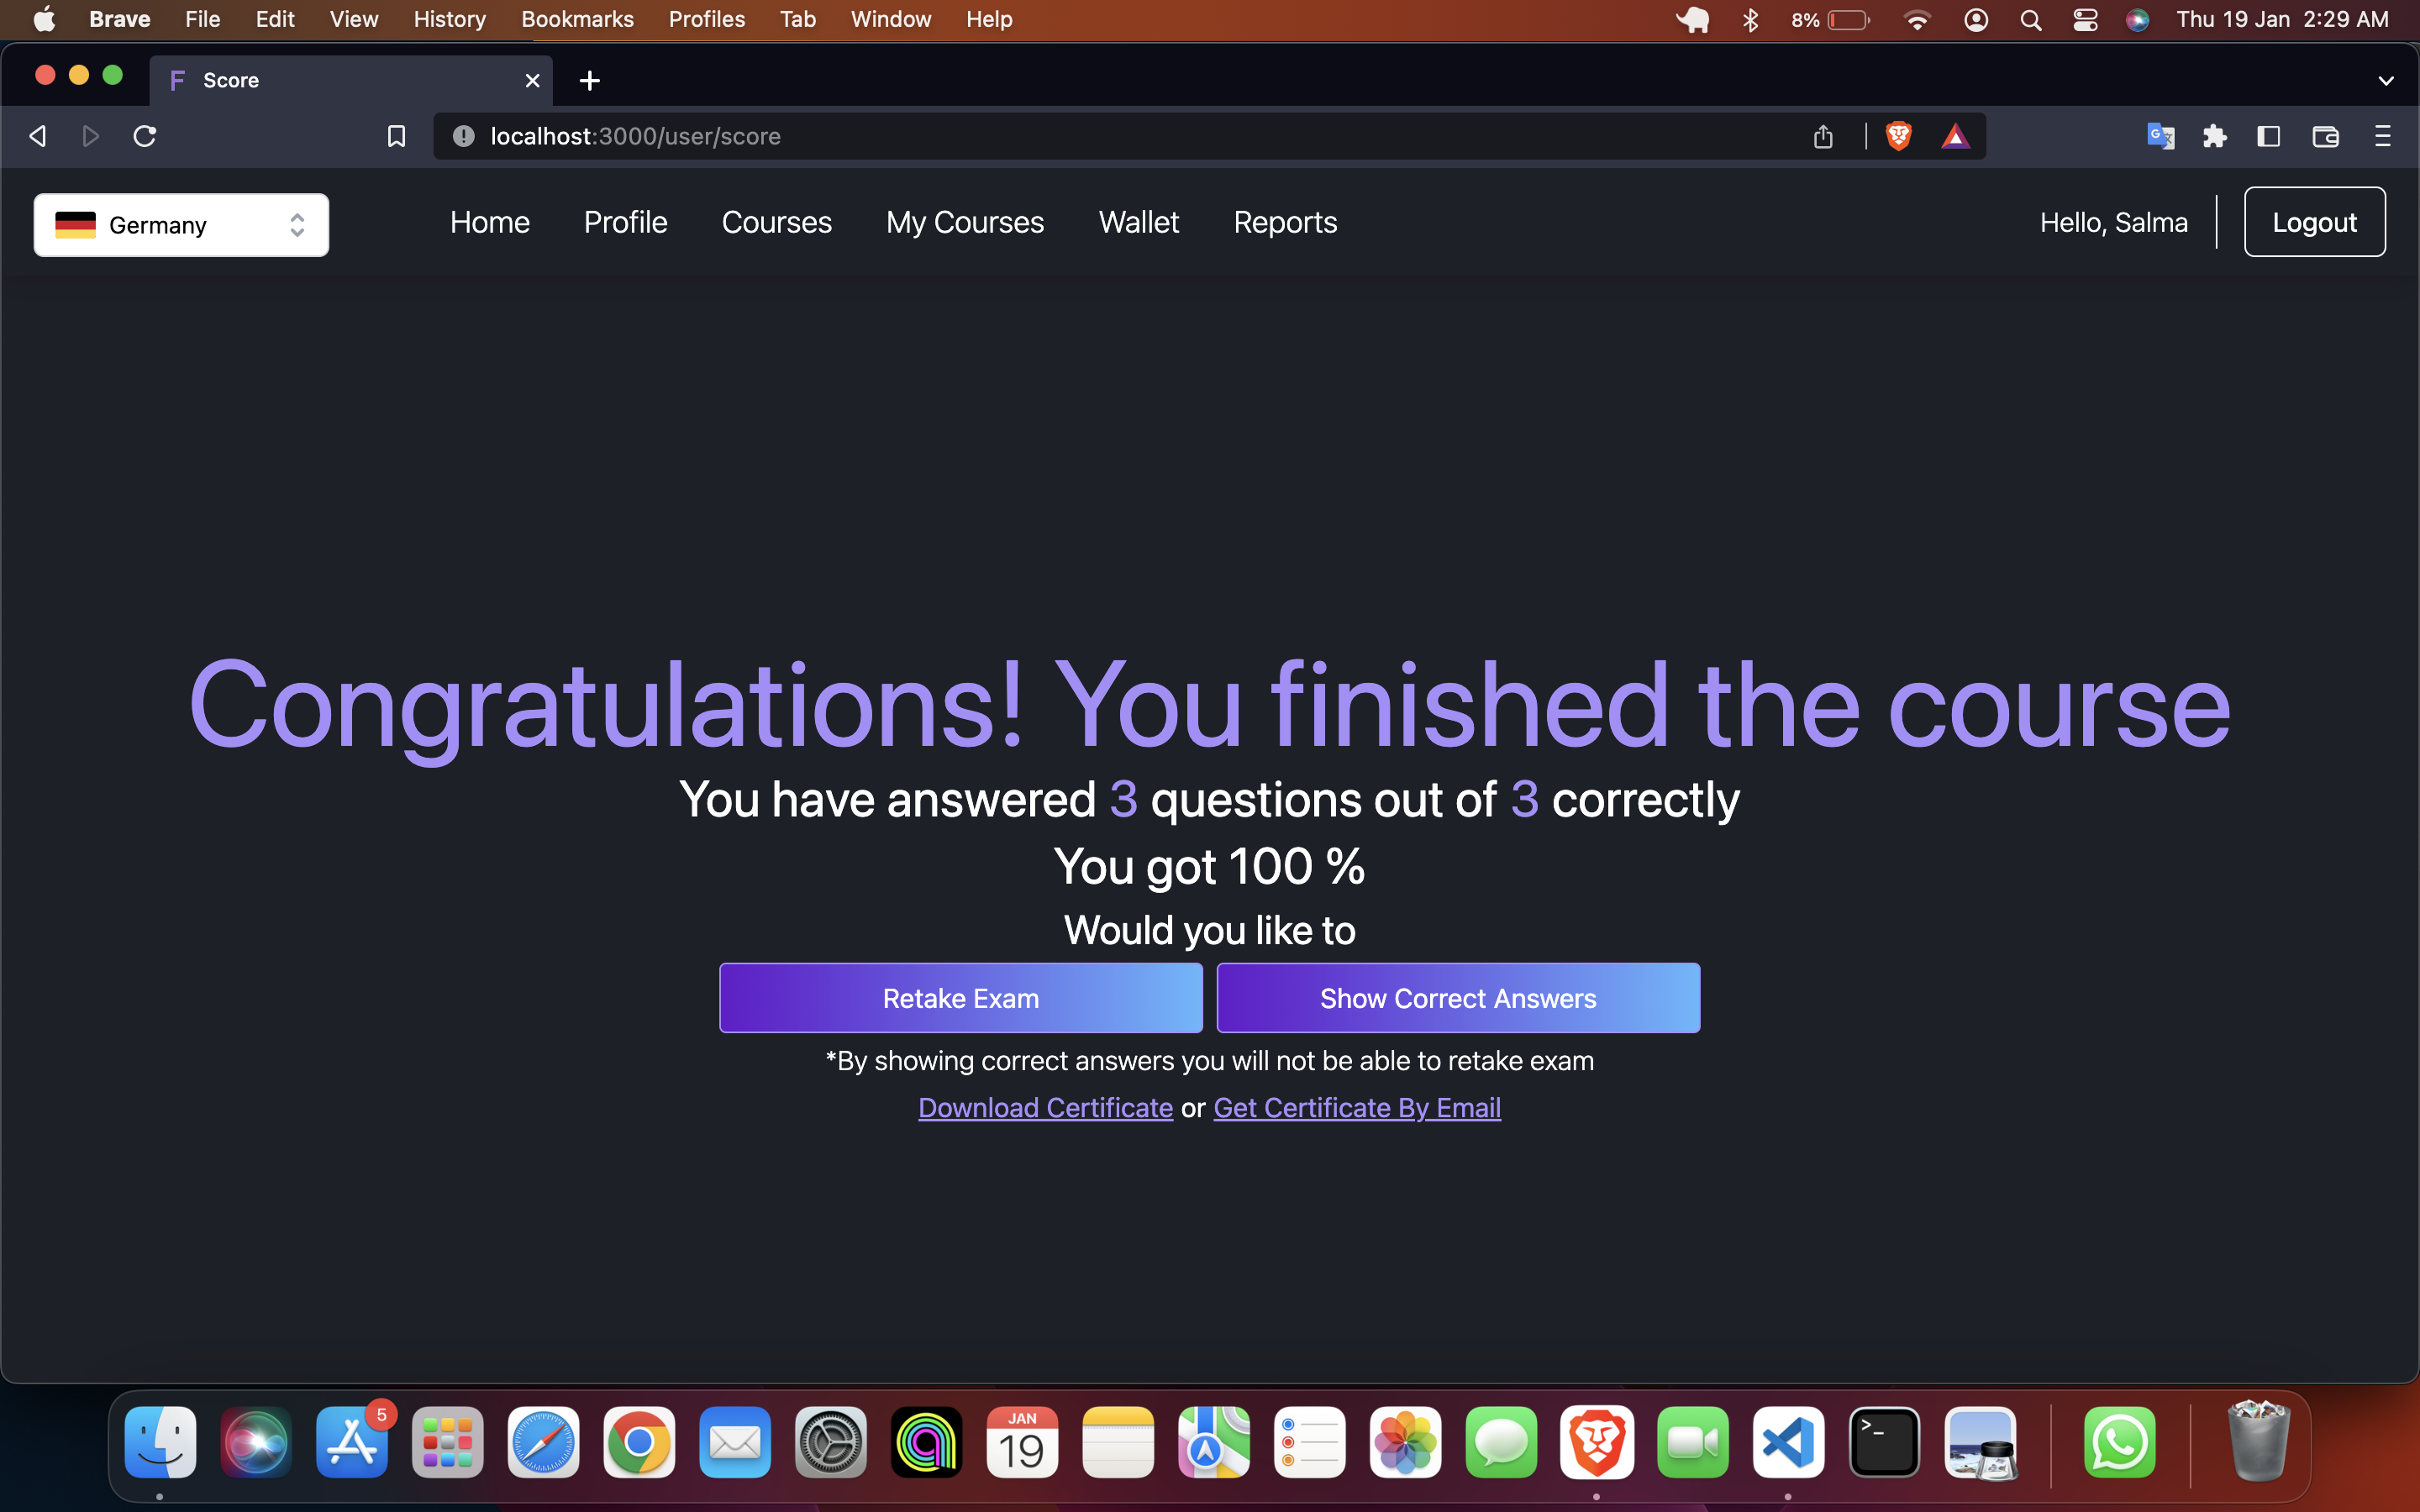 Brave File Edit View History Bookmarks Profiles Tab Window Help 8% Thu 19 Jan 2:29 AM
F Score
localhost:3000/user/score
Germany Home Profile Courses My Courses Wallet Reports Hello, Salma Logout
Congratulations! You finished the course
You have answered 3 questions out of 3 correctly
You got 100 %
Would you like to
Retake Exam Show Correct Answers
*By showing correct answers you will not be able to retake exam
Download Certificate or Get Certificate By Email
5
JAN
19
>_